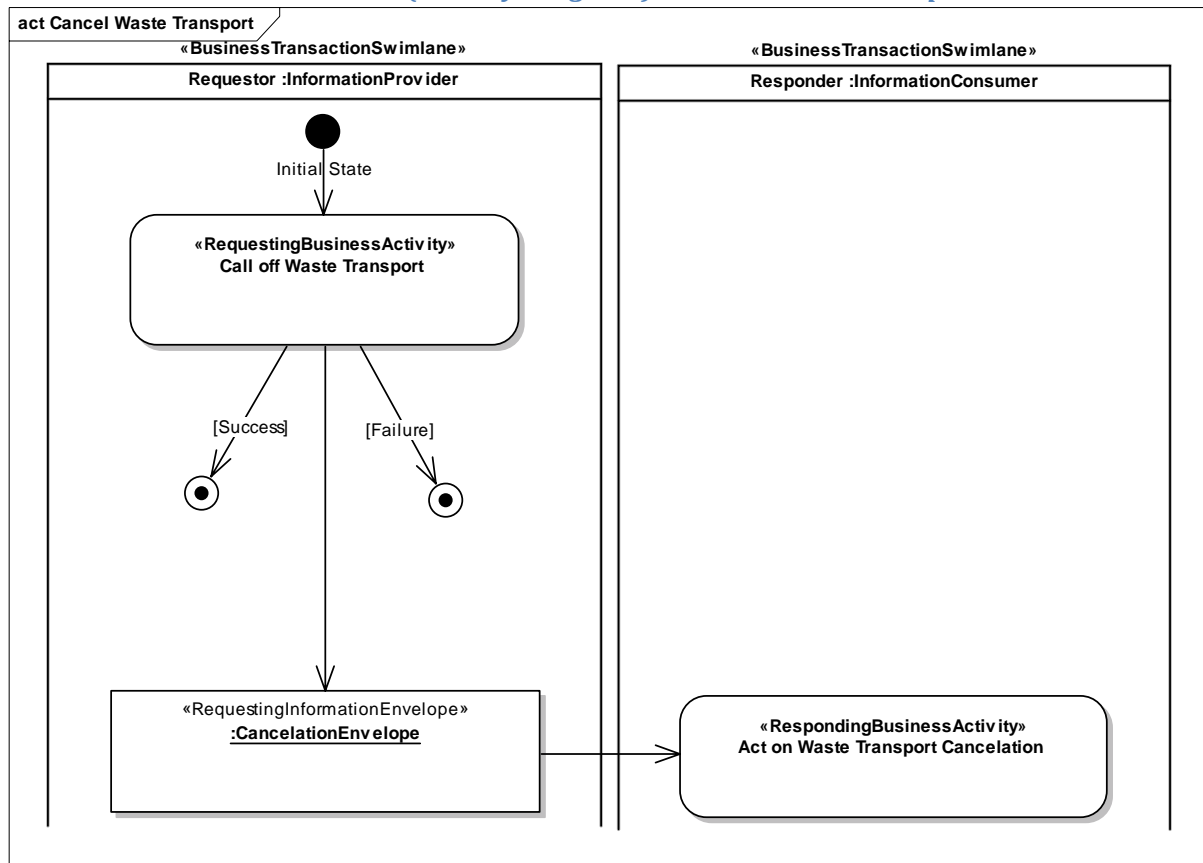 act Cancel Waste Transport
«BusinessTransactionSwimlane»
«BusinessTransactionSwimlane»
Requestor :InformationProvider
Responder :InformationConsumer
Initial State
«RequestingBusinessActivity»
Call off Waste Transport
[Success]
[Failure]
«RequestingInformationEnvelope»
:CancelationEnvelope
«RespondingBusinessActivity»
Act on Waste Transport Cancelation